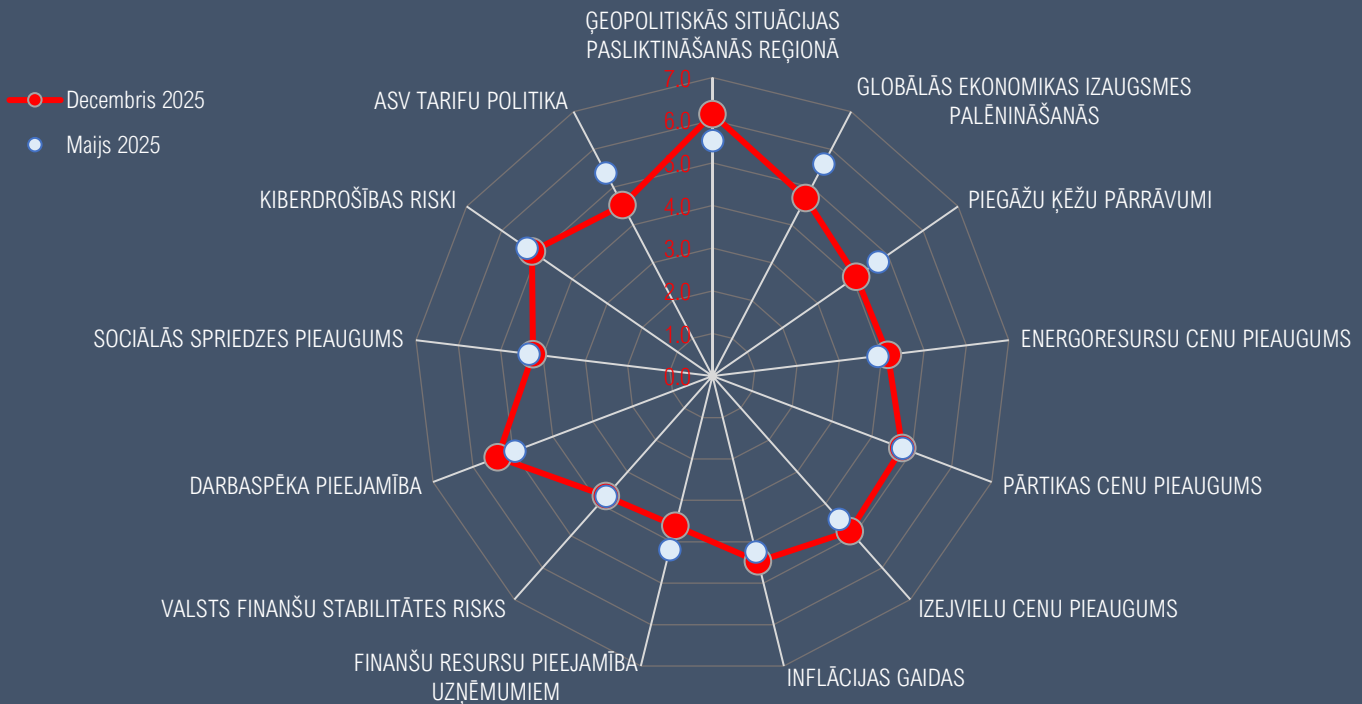 ĢEOPOLITISKĀS SITUĀCIJAS
PASLIKTINĀŠANĀS REĢIONĀ
Decembris 2025
Maijs 2025
ASV TARIFU POLITIKA
GLOBĀLĀS EKONOMIKAS IZAUGSMES
PALĒNINĀŠANĀS
KIBERDROŠĪBAS RISKI
PIEGĀŽU ĶĒŽU PĀRRĀVUMI
SOCIĀLĀS SPRIEDZES PIEAUGUMS
ENERGORESURSU CENU PIEAUGUMS
DARBASPĒKA PIEEJAMĪBA
PĀRTIKAS CENU PIEAUGUMS
VALSTS FINANŠU STABILITĀTES RISKS
IZEJVIELU CENU PIEAUGUMS
FINANŠU RESURSU PIEEJAMĪBA
UZŅĒMUMIEM
INFLĀCIJAS GAIDAS
7.0
6.0
5.0
4.0
3.0
2.0
1.0
0.0